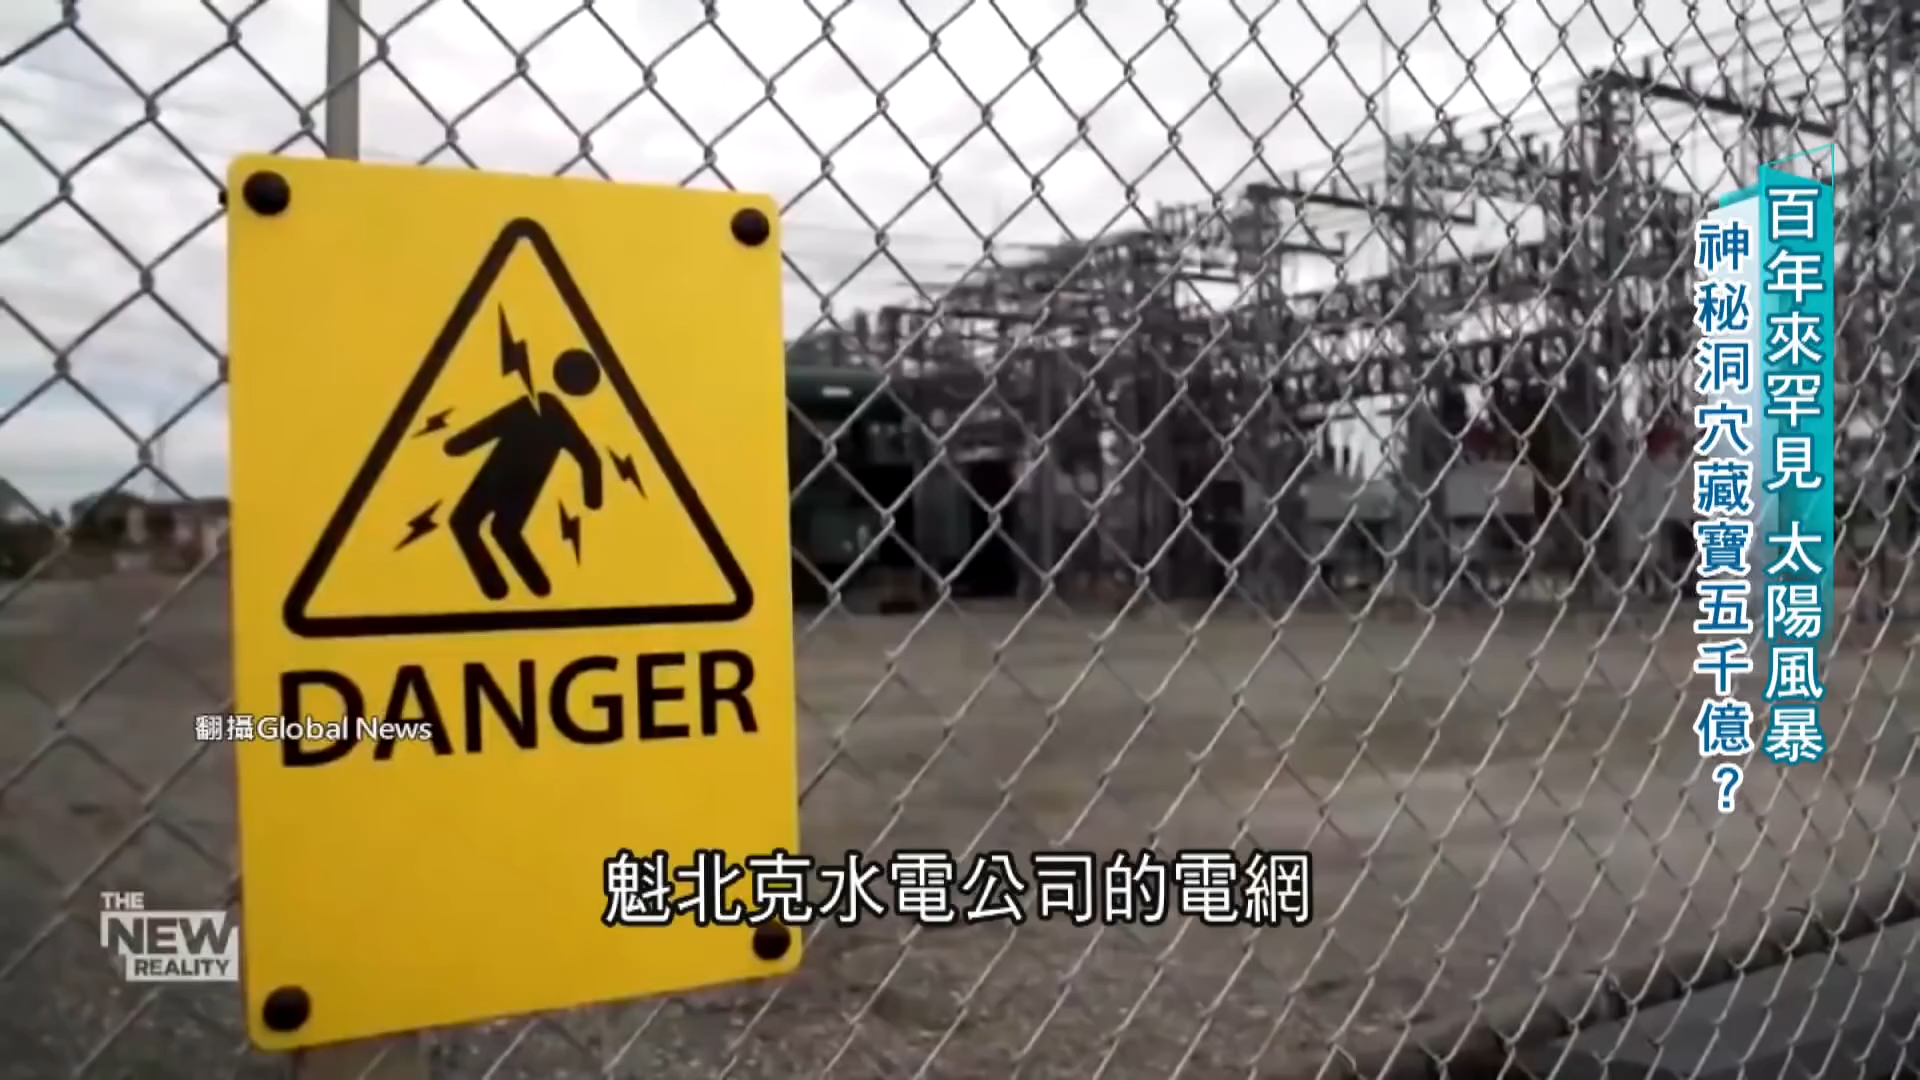 百年來罕見 太陽風暴
神秘洞穴藏寶五千億？
DANGER
翻攝Global News
魁北克水電公司的電網
THE
NEW
REALITY